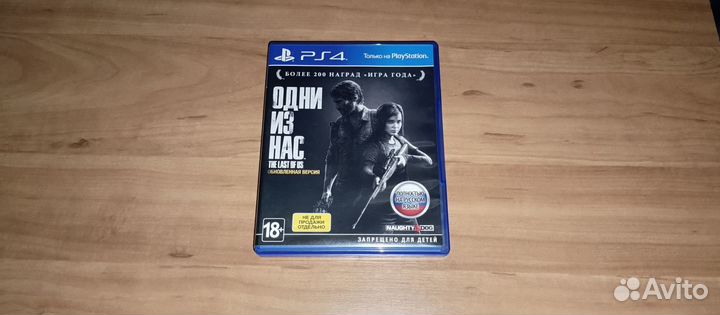 PS4
Только на PlayStation.
БОЛЕЕ 200 НАГРАД «ИГРА ГОДА»
ОДНИ
ИЗ
НАС
THE LAST OF US
ОБНОВЛЕННАЯ ВЕРСИЯ
ПОЛНОСТЬЮ
НА РУССКОМ
ЯЗЫКЕ
НЕ ДЛЯ
ПРОДАЖИ
ОТДЕЛЬНО
18+
NAUGHTY DOG
ЗАПРЕЩЕНО ДЛЯ ДЕТЕЙ
Avito